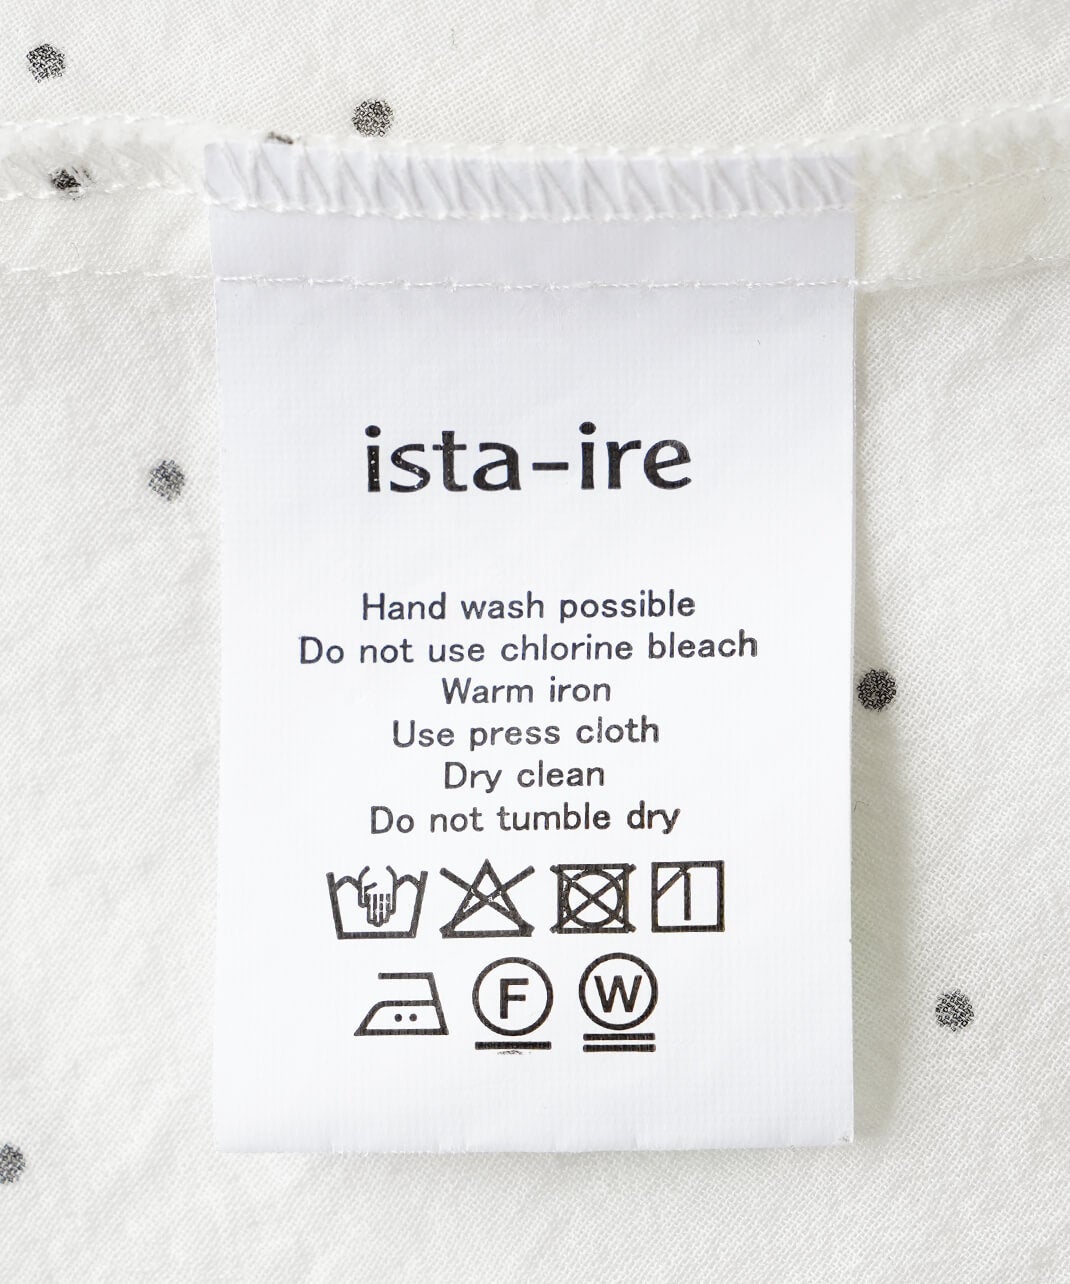 ista-ire
Hand wash possible
Do not use chlorine bleach
Warm iron
Use press cloth
Dry clean
Do not tumble dry
F W